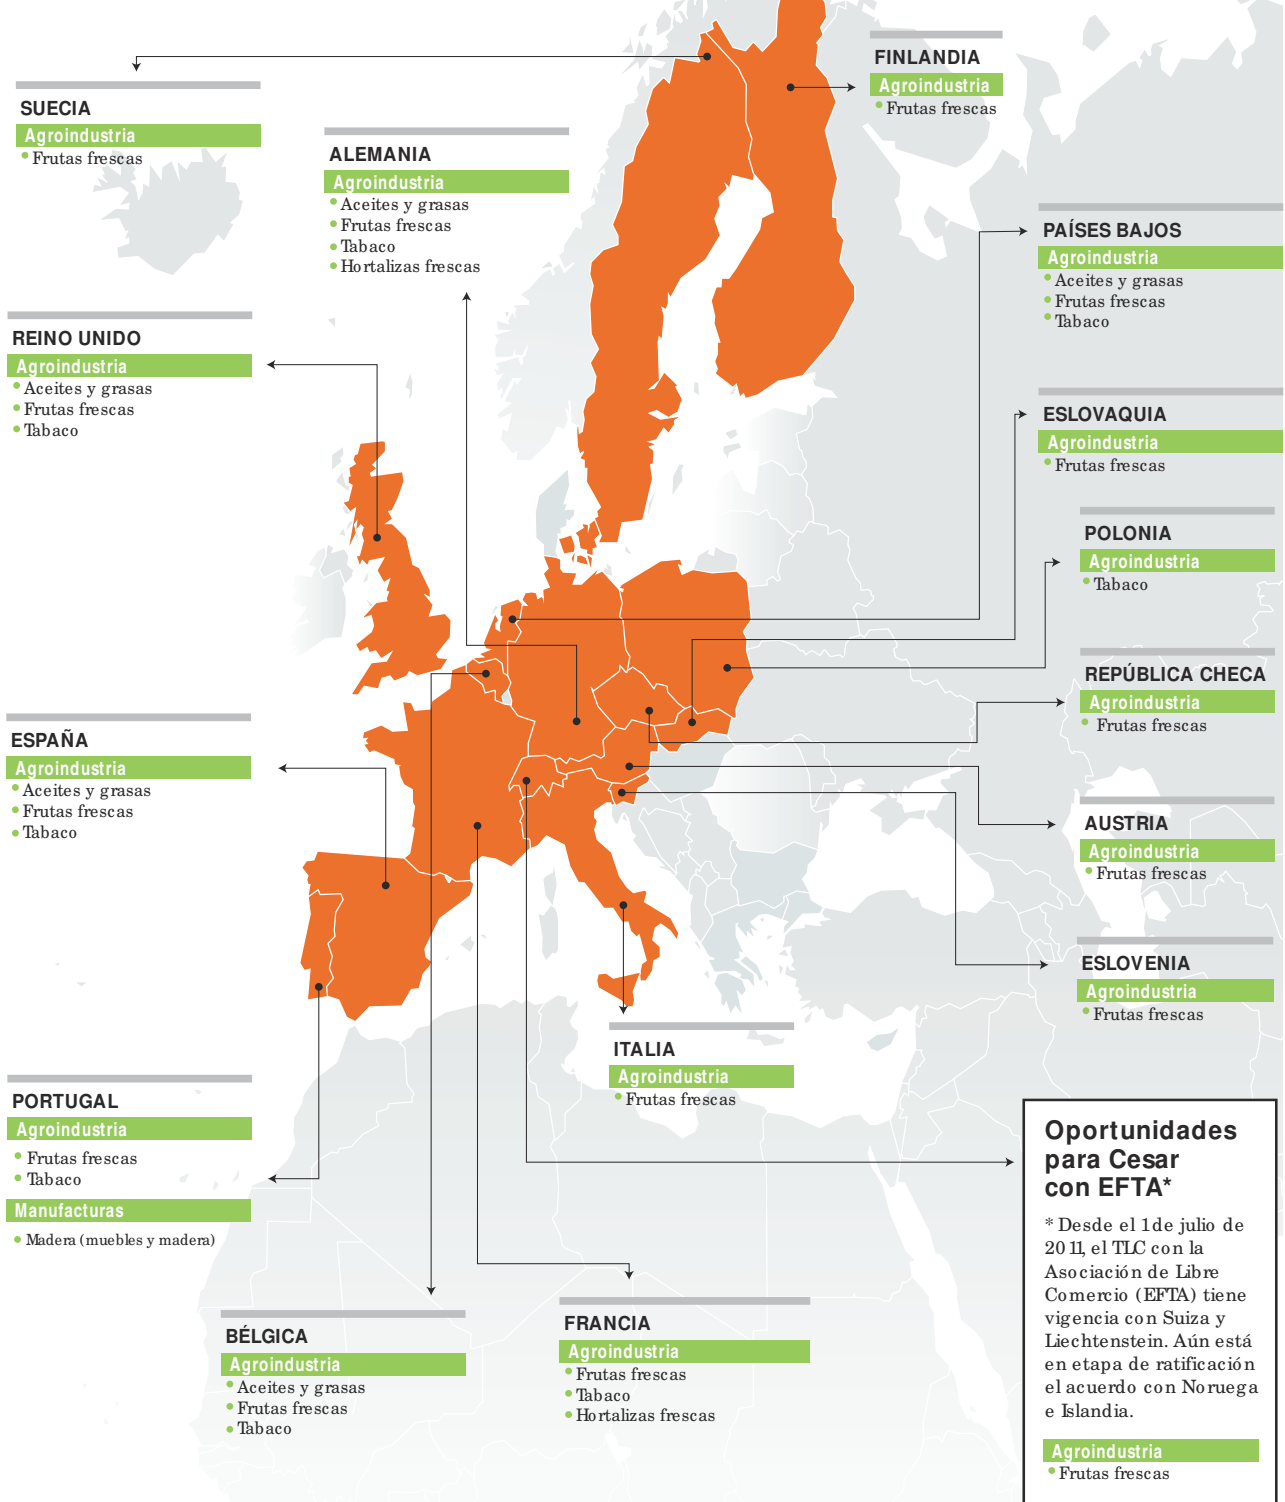 FINLANDIA
Agroindustria
Frutas frescas
SUECIA
Agroindustria
Frutas frescas
ALEMANIA
Agroindustria
Aceites y grasas
Frutas frescas
Tabaco
Hortalizas frescas
PAÍSES BAJOS
Agroindustria
Aceites y grasas
Frutas frescas
Tabaco
REINO UNIDO
Agroindustria
Aceites y grasas
Frutas frescas
Tabaco
ESLOVAQUIA
Agroindustria
Frutas frescas
POLONIA
Agroindustria
Tabaco
REPÚBLICA CHECA
Agroindustria
Frutas frescas
ESPAÑA
Agroindustria
Aceites y grasas
Frutas frescas
Tabaco
AUSTRIA
Agroindustria
Frutas frescas
ESLOVENIA
Agroindustria
Frutas frescas
ITALIA
Agroindustria
Frutas frescas
PORTUGAL
Agroindustria
Frutas frescas
Tabaco
Manufacturas
Madera (muebles y madera)
BÉLGICA
Agroindustria
Aceites y grasas
Frutas frescas
Tabaco
FRANCIA
Agroindustria
Frutas frescas
Tabaco
Hortalizas frescas
Oportunidades
para Cesar
con EFTA*
* Desde el 1 de julio de
2011, el TLC con la
Asociación de Libre
Comercio (EFTA) tiene
vigencia con Suiza y
Liechtenstein. Aún está
en etapa de ratificación
el acuerdo con Noruega
e Islandia.
Agroindustria
Frutas frescas